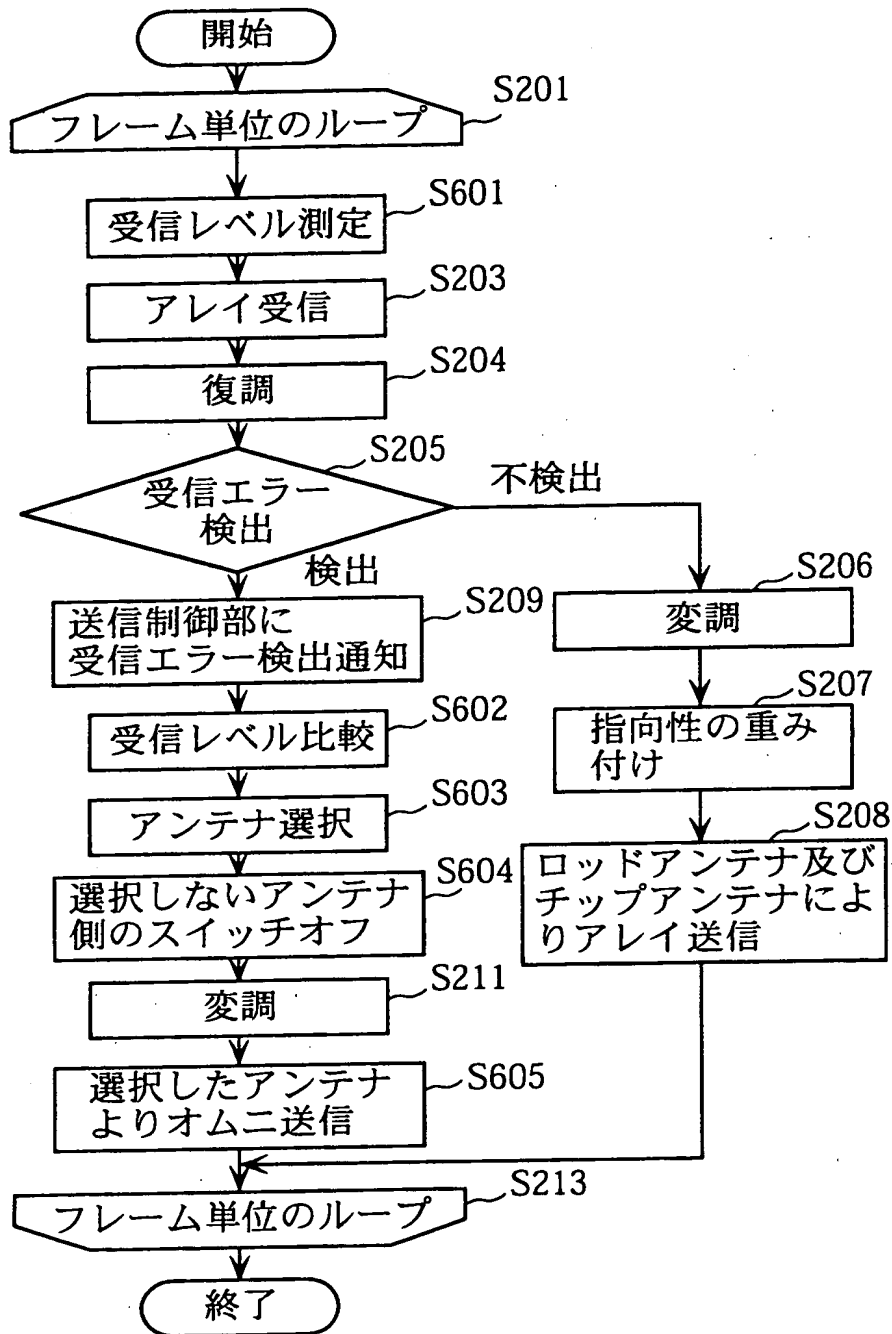 開始
S201
フレーム単位のループ
S601
受信レベル測定
S203
アレイ受信
S204
復調
S205
受信エラー
検出
不検出
検出
S209
送信制御部に
受信エラー検出通知
S602
受信レベル比較
S603
アンテナ選択
S604
選択しないアンテナ
側のスイッチオフ
S211
変調
S605
選択したアンテナ
よりオムニ送信
S206
変調
S207
指向性の重み
付け
S208
ロッドアンテナ及び
チップアンテナによ
りアレイ送信
S213
フレーム単位のループ
終了